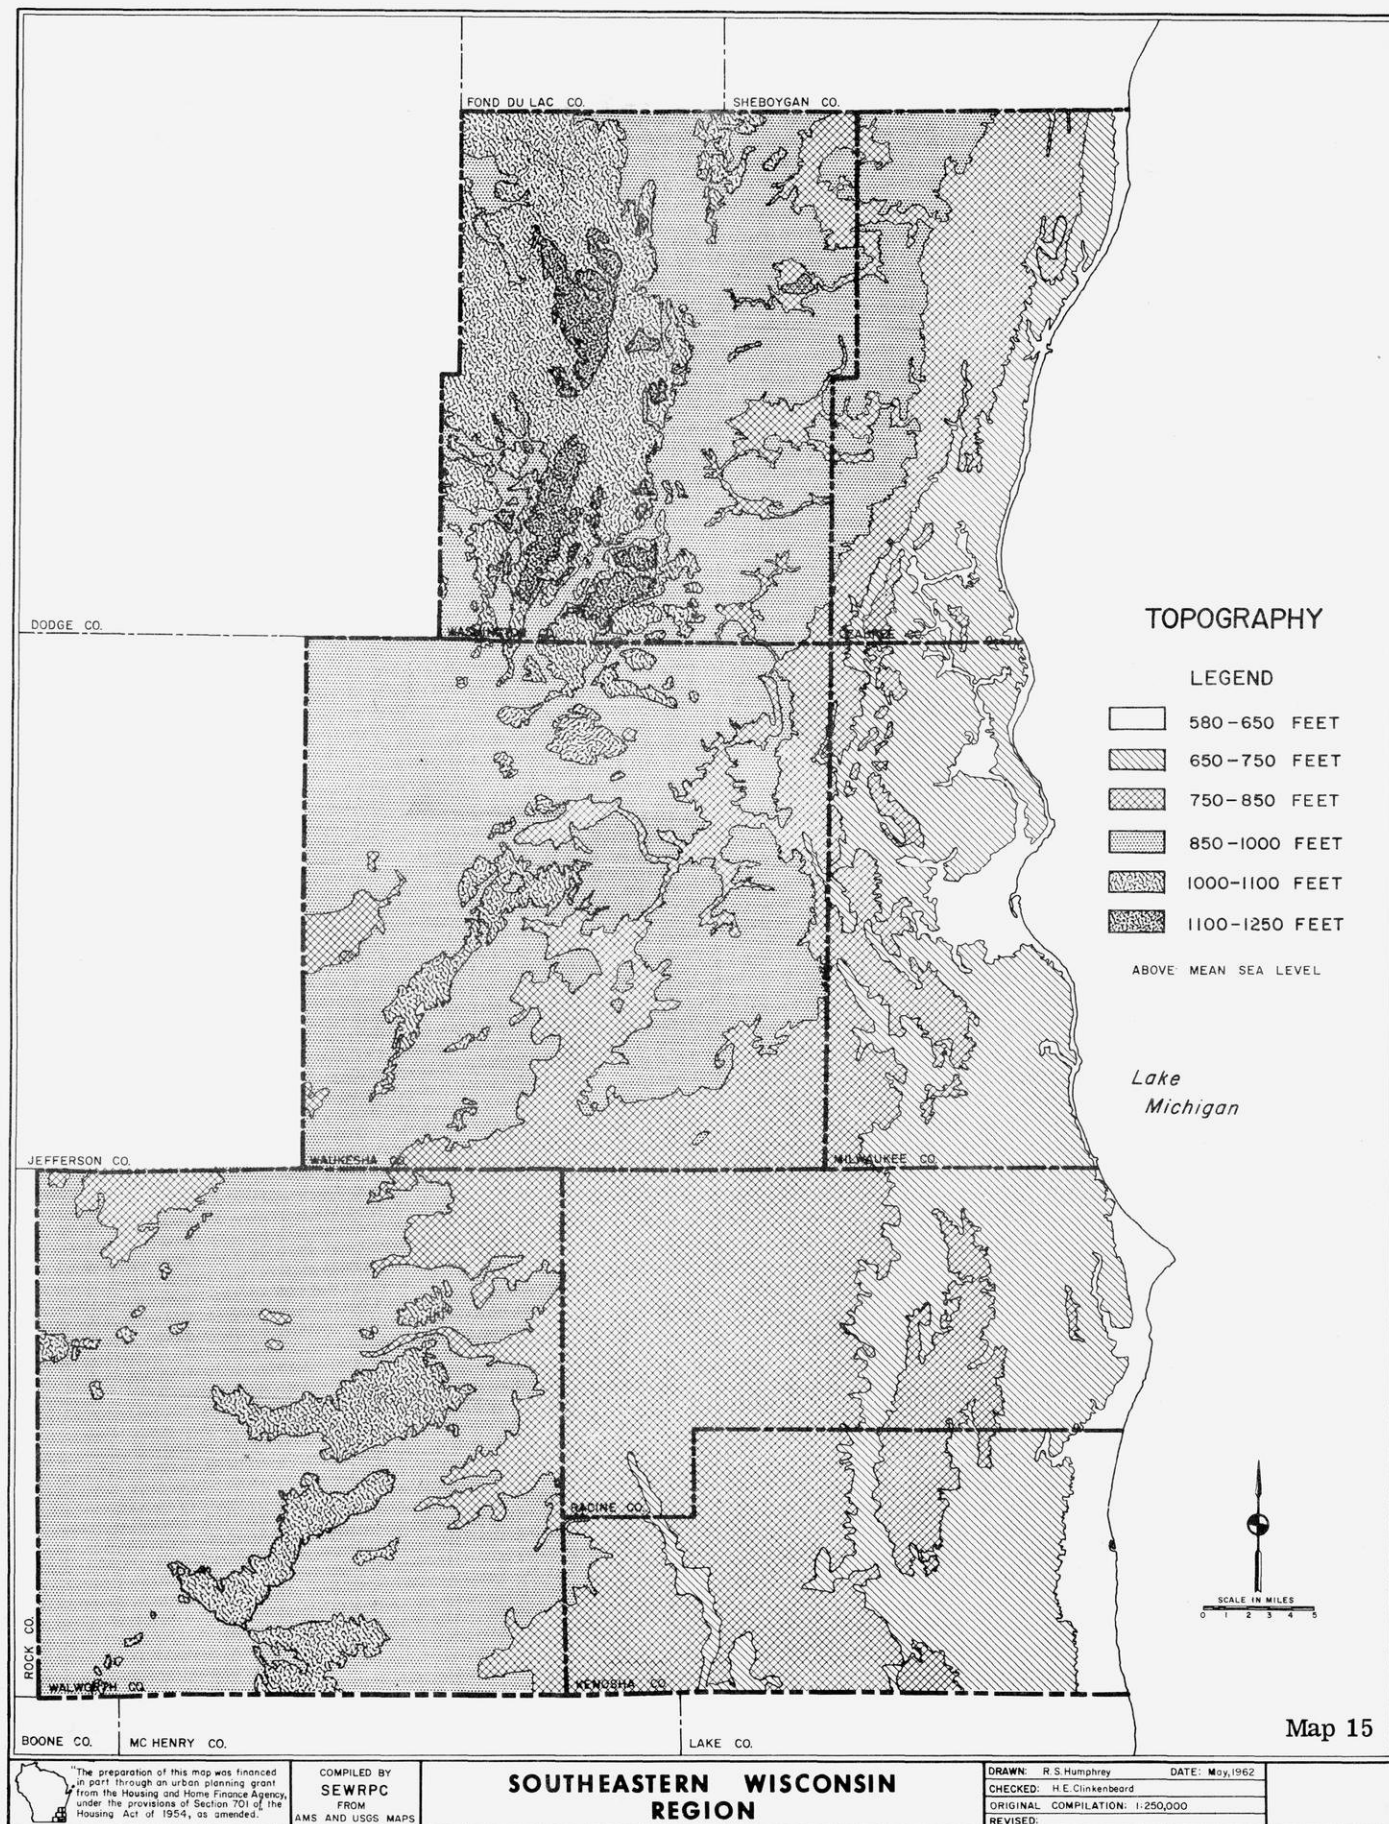 FOND DU LAC CO.
SHEBOYGAN CO.
DODGE CO.
WASHINGTON CO.
OZAUKEE CO.
TOPOGRAPHY
LEGEND
580-650 FEET
650-750 FEET
750-850 FEET
850-1000 FEET
1000-1100 FEET
1100-1250 FEET
ABOVE MEAN SEA LEVEL
Lake
Michigan
JEFFERSON CO.
WAUKESHA CO.
MILWAUKEE CO.
RACINE CO.
SCALE IN MILES
0 1 2 3 4 5
ROCK CO.
WALWORTH CO.
KENOSHA CO.
BOONE CO.
MC HENRY CO.
LAKE CO.
Map 15
"The preparation of this map was financed
in part through an urban planning grant
from the Housing and Home Finance Agency,
under the provisions of Section 701 of the
Housing Act of 1954, as amended."
COMPILED BY
SEWRPC
FROM
AMS AND USGS MAPS
SOUTHEASTERN WISCONSIN
REGION
DRAWN: R.S. Humphrey DATE: May, 1962
CHECKED: H.E. Clinkenbeard
ORIGINAL COMPILATION: 1:250,000
REVISED: